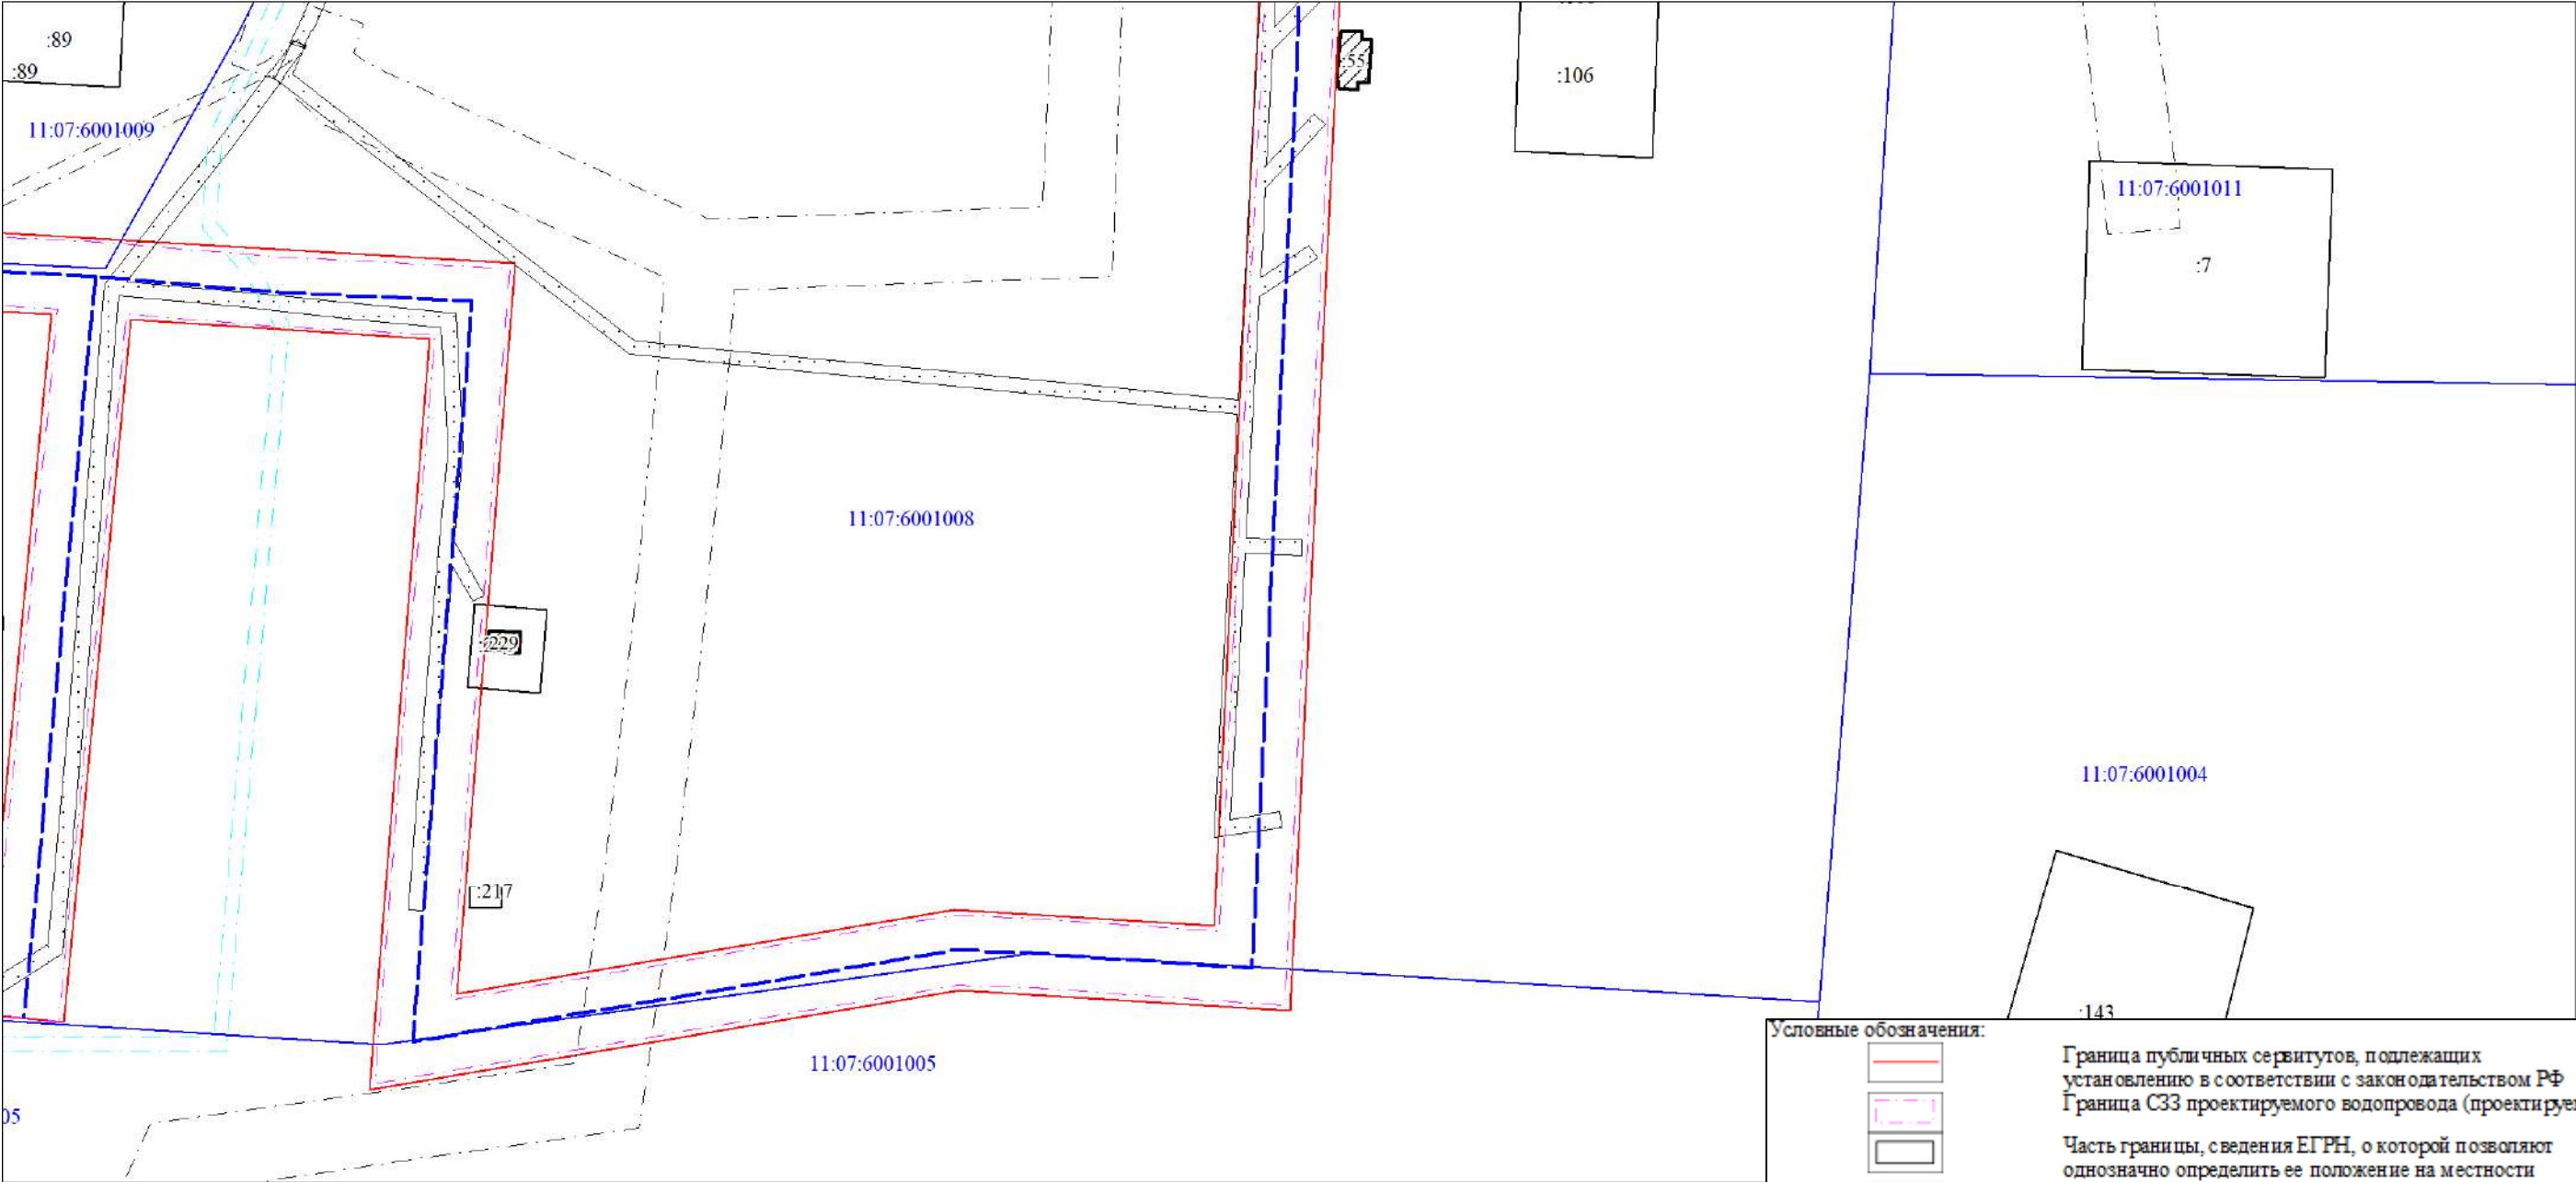 :89
:89
:55
:106
11:07:6001009
11:07:6001011
:7
11:07:6001008
:229
11:07:6001004
:217
:143
11:07:6001005
05
Условные обозначения:
Граница публичных сервитутов, подлежащих
установлению в соответствии с законодательством РФ
Граница СЗЗ проектируемого водопровода (проектируе
Часть границы, сведения ЕГРН, о которой позволяют
однозначно определить ее положение на местности